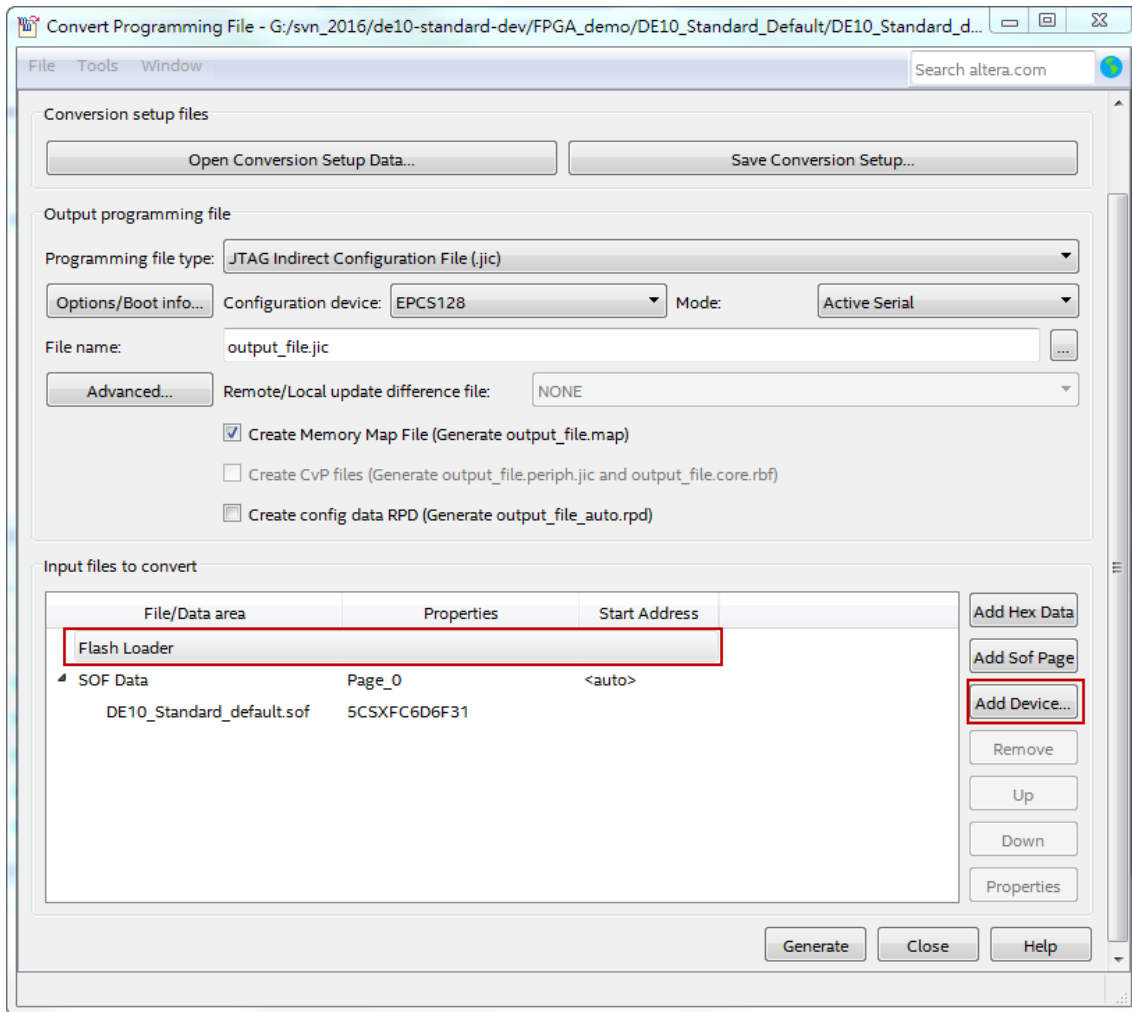 Convert Programming File - G:/svn_2016/de10-standard-dev/FPGA_demo/DE10_Standard_Default/DE10_Standard_d...
File Tools Window Search altera.com
Conversion setup files
Open Conversion Setup Data... Save Conversion Setup...
Output programming file
Programming file type: JTAG Indirect Configuration File (.jic)
Options/Boot info... Configuration device: EPCS128 Mode: Active Serial
File name: output_file.jic ...
Advanced... Remote/Local update difference file: NONE
Create Memory Map File (Generate output_file.map)
Create CvP files (Generate output_file.periph.jic and output_file.core.rbf)
Create config data RPD (Generate output_file_auto.rpd)
Input files to convert
File/Data area Properties Start Address Add Hex Data
Flash Loader
Add Sof Page
SOF Data Page_0 <auto>
Add Device...
DE10_Standard_default.sof 5CSXFC6D6F31
Remove
Up
Down
Properties
Generate Close Help